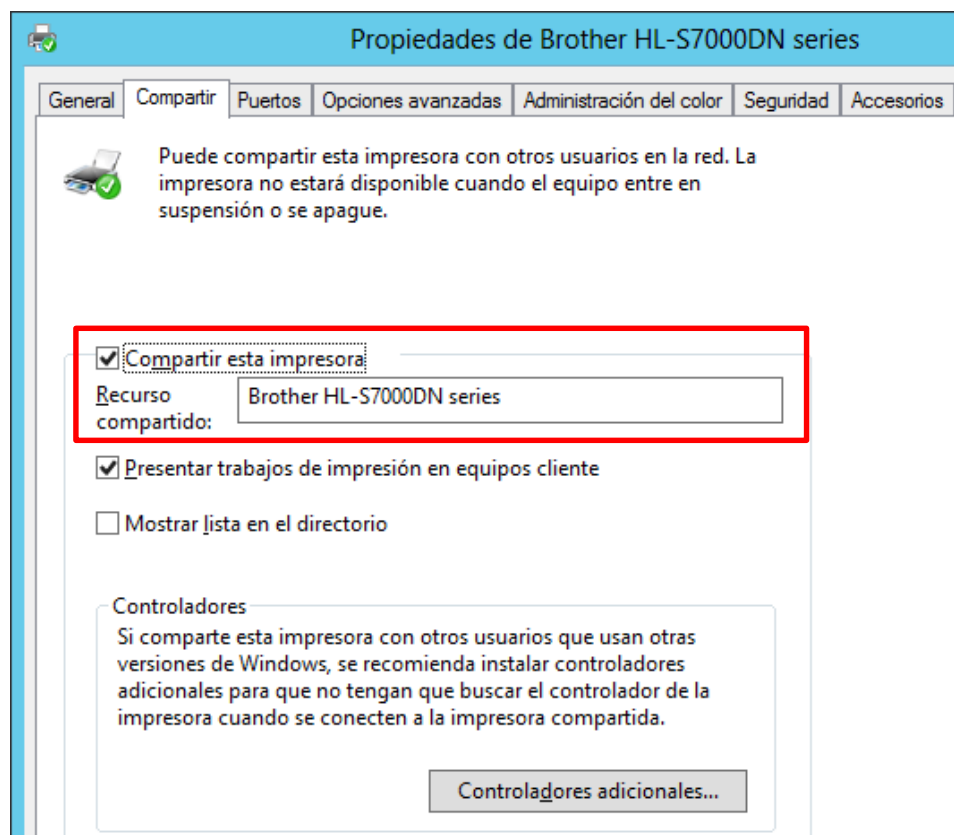 Propiedades de Brother HL-S7000DN series
General Compartir Puertos Opciones avanzadas Administración del color Seguridad Accesorios
Puede compartir esta impresora con otros usuarios en la red. La
impresora no estará disponible cuando el equipo entre en
suspensión o se apague.
Compartir esta impresora
Recurso
compartido:
Brother HL-S7000DN series
Presentar trabajos de impresión en equipos cliente
Mostrar lista en el directorio
Controladores
Si comparte esta impresora con otros usuarios que usan otras
versiones de Windows, se recomienda instalar controladores
adicionales para que no tengan que buscar el controlador de la
impresora cuando se conecten a la impresora compartida.
Controladores adicionales...